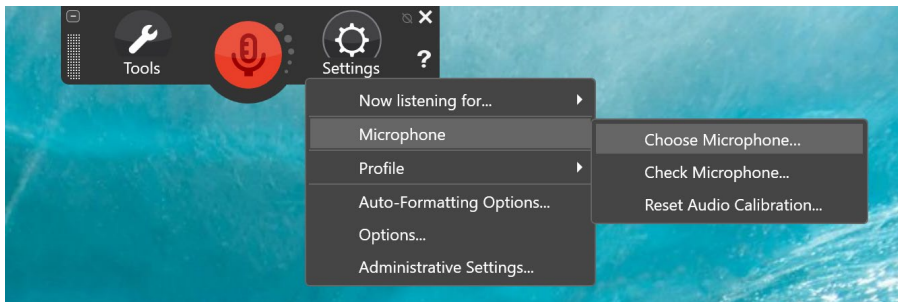 Tools
Settings
?
Now listening for...
Microphone
Profile
Auto-Formatting Options...
Options...
Administrative Settings...
Choose Microphone...
Check Microphone...
Reset Audio Calibration...